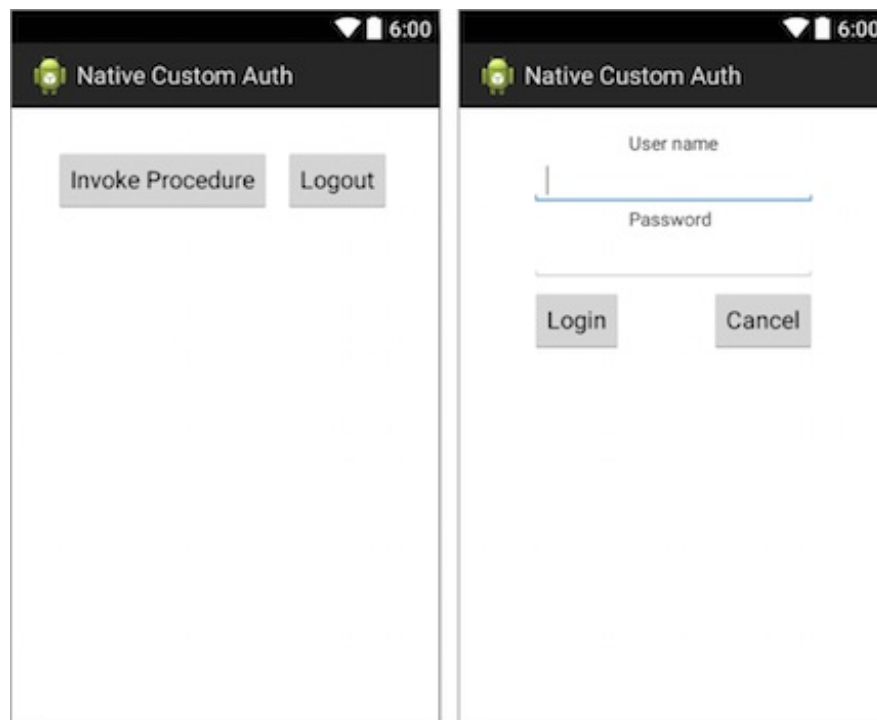 6:00
Native Custom Auth
Invoke Procedure Logout
6:00
Native Custom Auth
User name
Password
Login Cancel